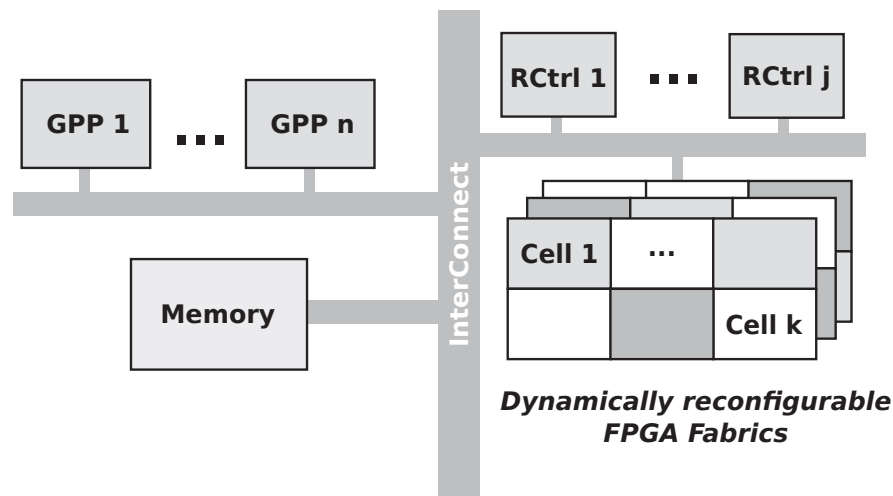 GPP 1
...
GPP n
Memory
InterConnect
RCtrl 1
...
RCtrl j
Cell 1
...
Cell k
Dynamically reconfigurable
FPGA Fabrics